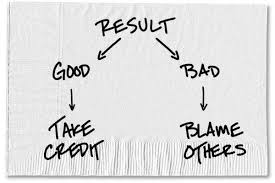 RESULT
GOOD BAD
TAKE BLAME
CREDIT OTHERS